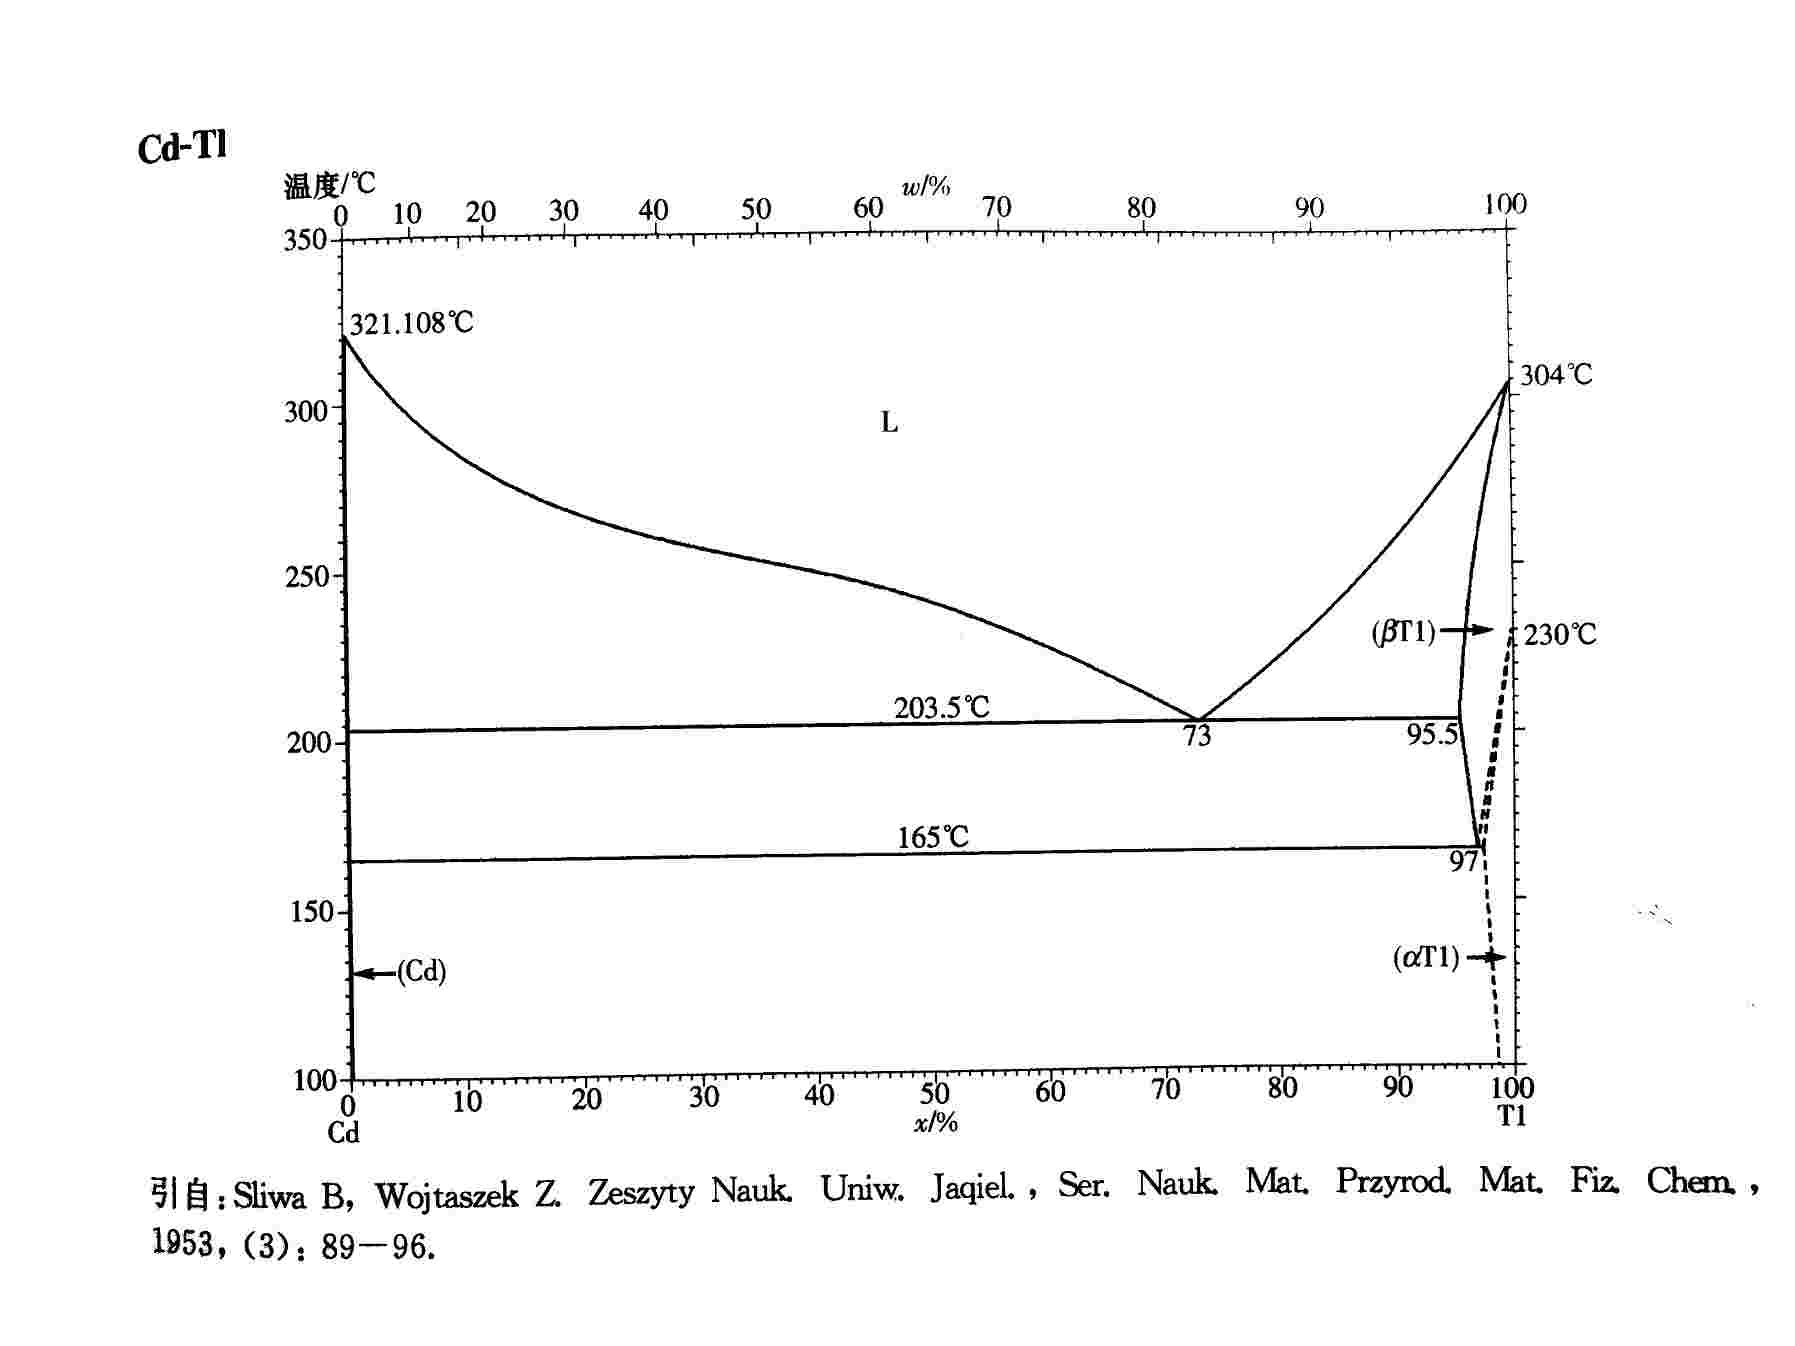 Cd-Tl
温度/℃
w/%
0 10 20 30 40 50 60 70 80 90 100
350
321.108℃
304℃
300
L
250
(βTl)
230℃
203.5℃
200
73
95.5
165℃
97
150
(Cd)
(αTl)
100
0 10 20 30 40 50 60 70 80 90 100
Cd
x/%
Tl
引自:Sliwa B, Wojtaszek Z. Zeszyty Nauk. Uniw. Jaqiel., Ser. Nauk. Mat. Przyrod. Mat. Fiz. Chem.,
1953, (3): 89—96.